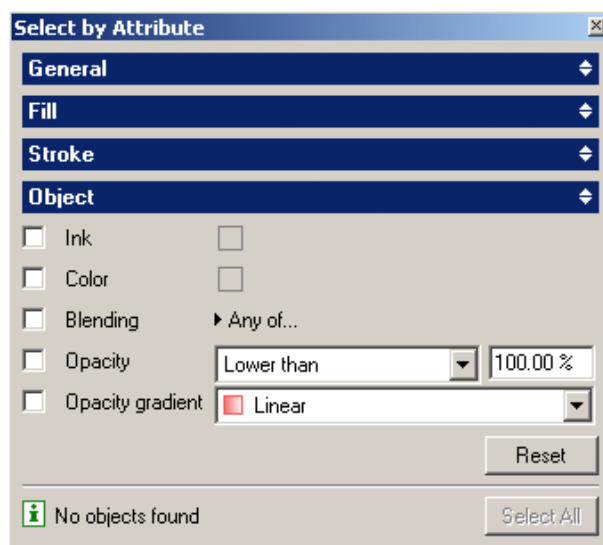 Select by Attribute
General
Fill
Stroke
Object
Ink
Color
Blending Any of...
Opacity Lower than 100.00 %
Opacity gradient Linear
Reset
No objects found Select All